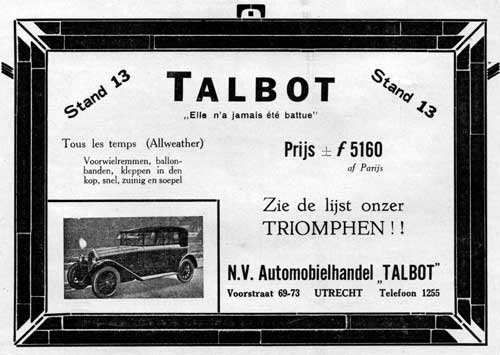 Stand 13
TALBOT
Stand 13
„Elle n'a jamais été battue"
Tous les temps (Allweather)
Voorwielremmen, ballon-
banden, kleppen in den
kop, snel, zuinig en soepel
Prijs ± f 5160
af Parijs
Zie de lijst onzer
TRIOMPHEN!!
N.V. Automobielhandel „TALBOT"
Voorstraat 69-73 UTRECHT Telefoon 1255